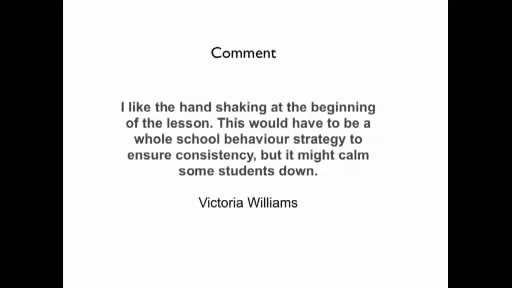 Comment
I like the hand shaking at the beginning
of the lesson. This would have to be a
whole school behaviour strategy to
ensure consistency, but it might calm
some students down.
Victoria Williams